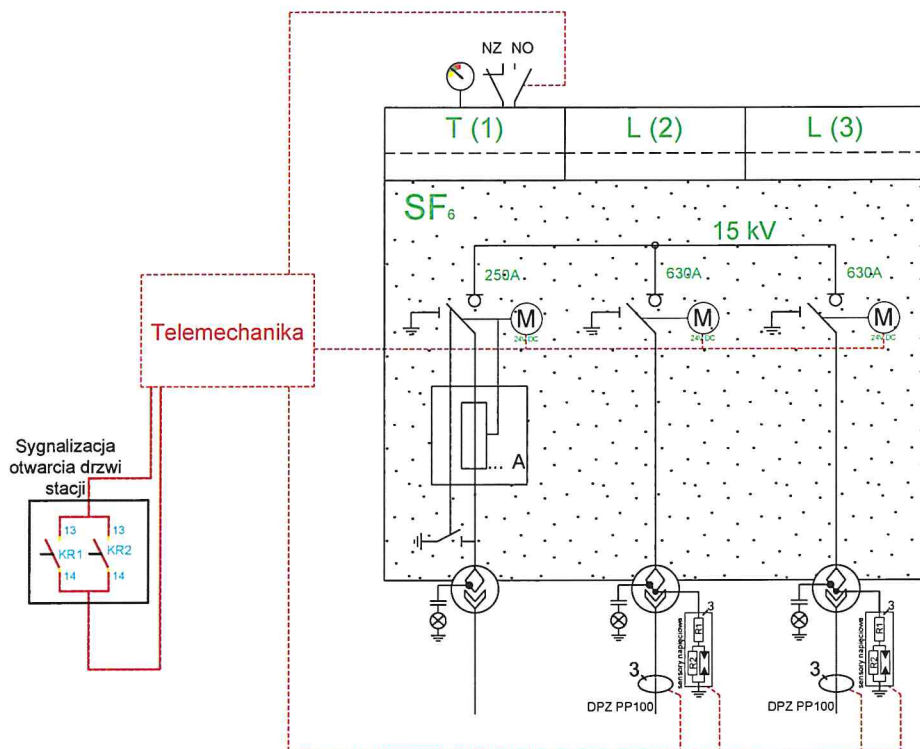 NZ NO
T (1) L (2) L (3)
SF6
15 kV
250A 630A 630A
M M M
24V DC 24V DC 24V DC
Telemechanika
... A
Sygnalizacja
otwarcia drzwi
stacji
13 13
KR1 KR2
14 14
3 3
R1 R1
R2 R2
sensory napięciowe sensory napięciowe
3 3
DPZ PP100 DPZ PP100